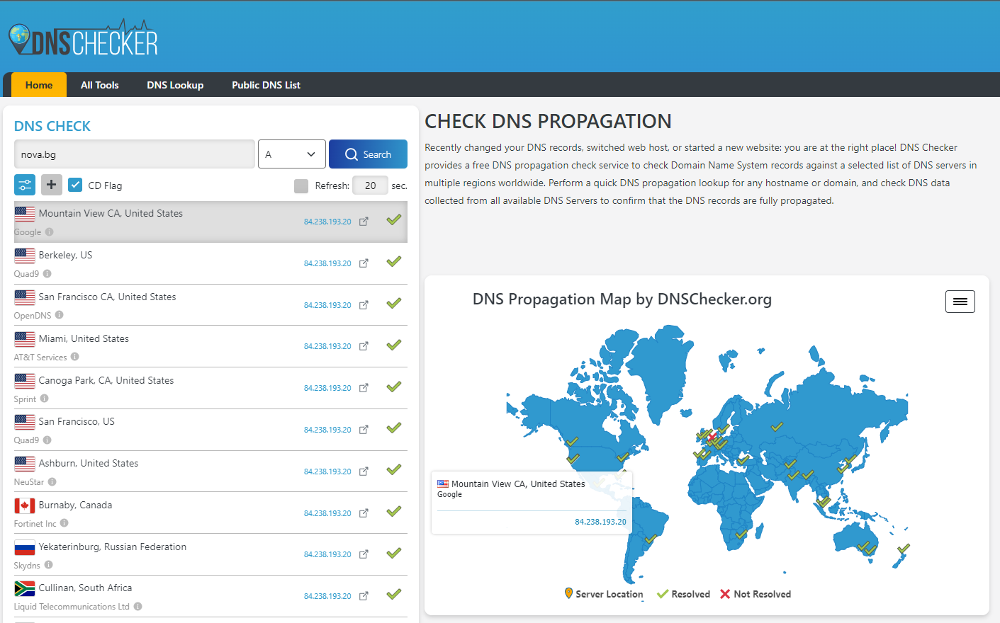 DNSCHECKER
Home
All Tools
DNS Lookup
Public DNS List
DNS CHECK
nova.bg
A
Search
CD Flag
Refresh:
20
sec.
Mountain View CA, United States
Google
84.238.193.20
Berkeley, US
Quad9
84.238.193.20
San Francisco CA, United States
OpenDNS
84.238.193.20
Miami, United States
AT&T Services
84.238.193.20
Canoga Park, CA, United States
Sprint
84.238.193.20
San Francisco, US
Quad9
84.238.193.20
Ashburn, United States
NeuStar
84.238.193.20
Burnaby, Canada
Fortinet Inc
84.238.193.20
Yekaterinburg, Russian Federation
Skydns
84.238.193.20
Cullinan, South Africa
Liquid Telecommunications Ltd
84.238.193.20
CHECK DNS PROPAGATION
Recently changed your DNS records, switched web host, or started a new website: you are at the right place! DNS Checker
provides a free DNS propagation check service to check Domain Name System records against a selected list of DNS servers in
multiple regions worldwide. Perform a quick DNS propagation lookup for any hostname or domain, and check DNS data
collected from all available DNS Servers to confirm that the DNS records are fully propagated.
DNS Propagation Map by DNSChecker.org
Mountain View CA, United States
Google
84.238.193.20
Server Location
Resolved
Not Resolved